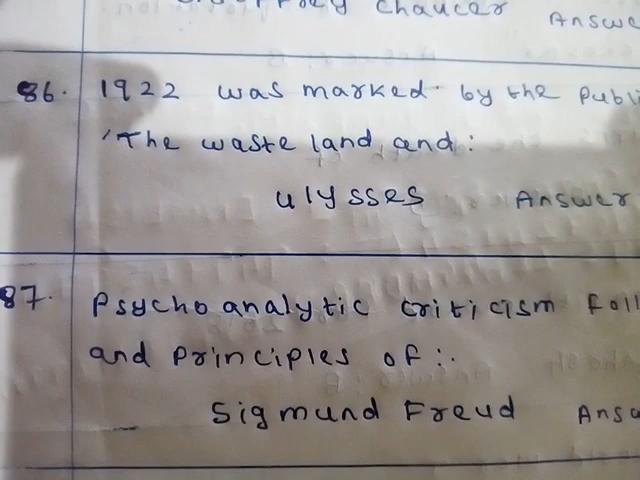 Chaucer Answe
86. 1922 was marked by the Publi
'The waste land, and:
ulysses Answer
87. Psycho analytic criticism Foll
and Principles of:.
Sigmund Freud Answ